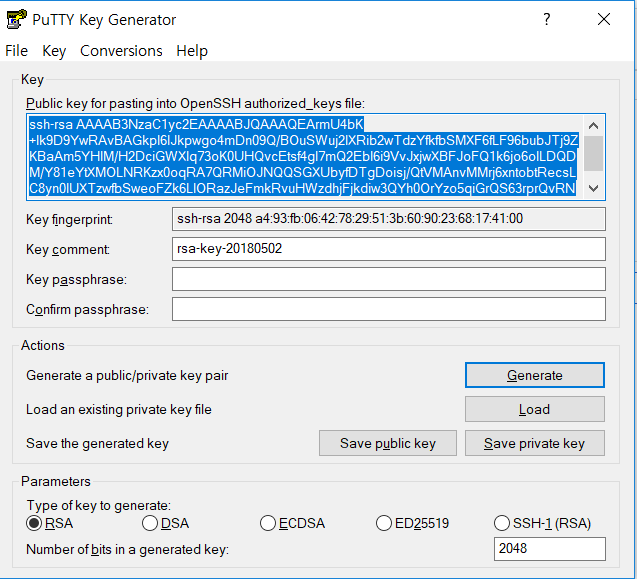 PuTTY Key Generator
?
File Key Conversions Help
Key
Public key for pasting into OpenSSH authorized_keys file:
ssh-rsa AAAAB3NzaC1yc2EAAAABJQAAAQEArmU4bK
+Ik9D9YwRAvBAGkpl6lJkpwgo4mDn09Q/BOuSWuj2lXRib2wTdzYfkfbSMXF6fLF96bubJTj9Z
KBaAm5YHIM/H2DciGWXlq73oK0UHQvcEtsf4gl7mQ2Ebl6i9VvJxjwXBFJoFQ1k6jo6olLDQD
M/Y81eYtXMOLNRKzx0oqRA7QRMiOJNQQSGXUbyfDTgDoisj/QtVMAnvMMrj6xntobtRecsL
C8yn0lUXTzwfbSweoFZk6LlORazJeFmkRvuHWzdhjFjkdiw3QYh0OrYzo5qiGrQS63rprQvRN
Key fingerprint:
ssh-rsa 2048 a4:93:fb:06:42:78:29:51:3b:60:90:23:68:17:41:00
Key comment:
rsa-key-20180502
Key passphrase:
Confirm passphrase:
Actions
Generate a public/private key pair
Generate
Load an existing private key file
Load
Save the generated key
Save public key
Save private key
Parameters
Type of key to generate:
RSA DSA ECDSA ED25519 SSH-1 (RSA)
Number of bits in a generated key:
2048